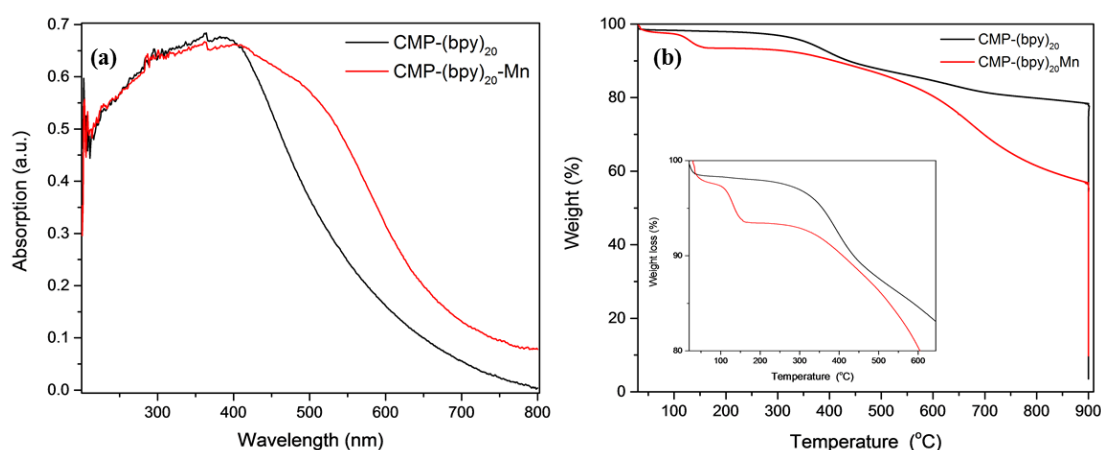 (a)
CMP-(bpy)₂₀
CMP-(bpy)₂₀-Mn
Absorption (a.u.)
0.7
0.6
0.5
0.4
0.3
0.2
0.1
0.0
300 400 500 600 700 800
Wavelength (nm)
(b)
CMP-(bpy)₂₀
CMP-(bpy)₂₀Mn
Weight (%)
100
80
60
40
20
0
100 200 300 400 500 600 700 800 900
Temperature (°C)
Weight loss (%)
100
90
80
100 200 300 400 500 600
Temperature (°C)